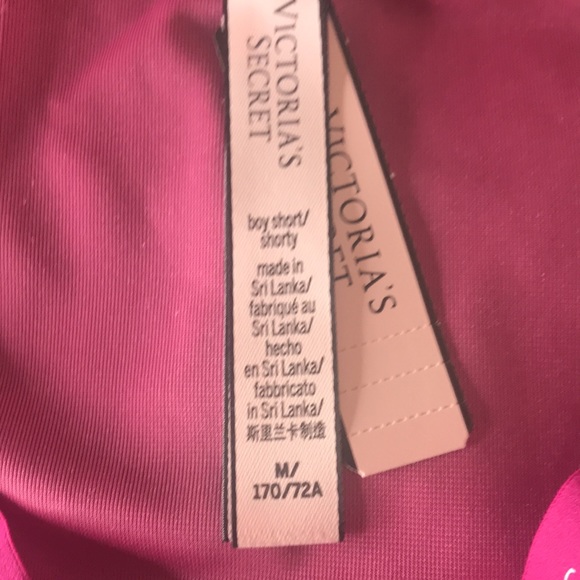 VICTORIA'S
SECRET
boy short/
shorty
made in
Sri Lanka/
fabriqué au
Sri Lanka/
hecho
en Sri Lanka/
fabbricato
in Sri Lanka/
斯里兰卡制造
M/
170/72A
VICTORIA'S
ET